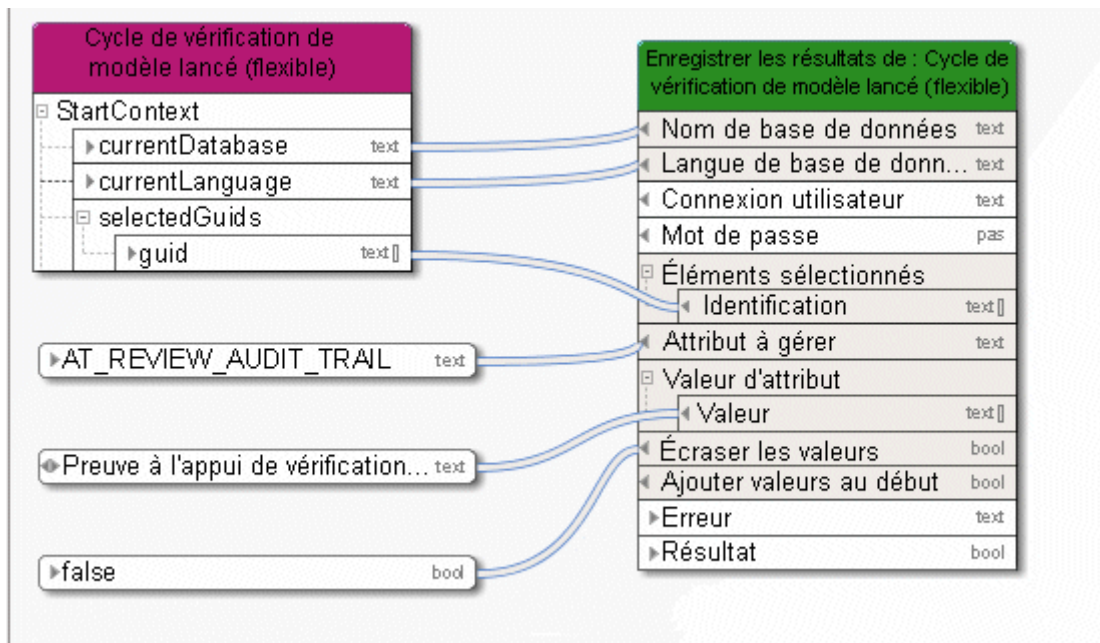 Cycle de vérification de
modèle lancé (flexible)
StartContext
currentDatabase text
currentLanguage text
selectedGuids
guid text[]
AT_REVIEW_AUDIT_TRAIL text
Preuve à l'appui de vérification... text
false bool
Enregistrer les résultats de : Cycle de
vérification de modèle lancé (flexible)
Nom de base de données text
Langue de base de donn... text
Connexion utilisateur text
Mot de passe pas
Éléments sélectionnés
Identification text[]
Attribut à gérer text
Valeur d'attribut
Valeur text[]
Écraser les valeurs bool
Ajouter valeurs au début bool
Erreur text
Résultat bool